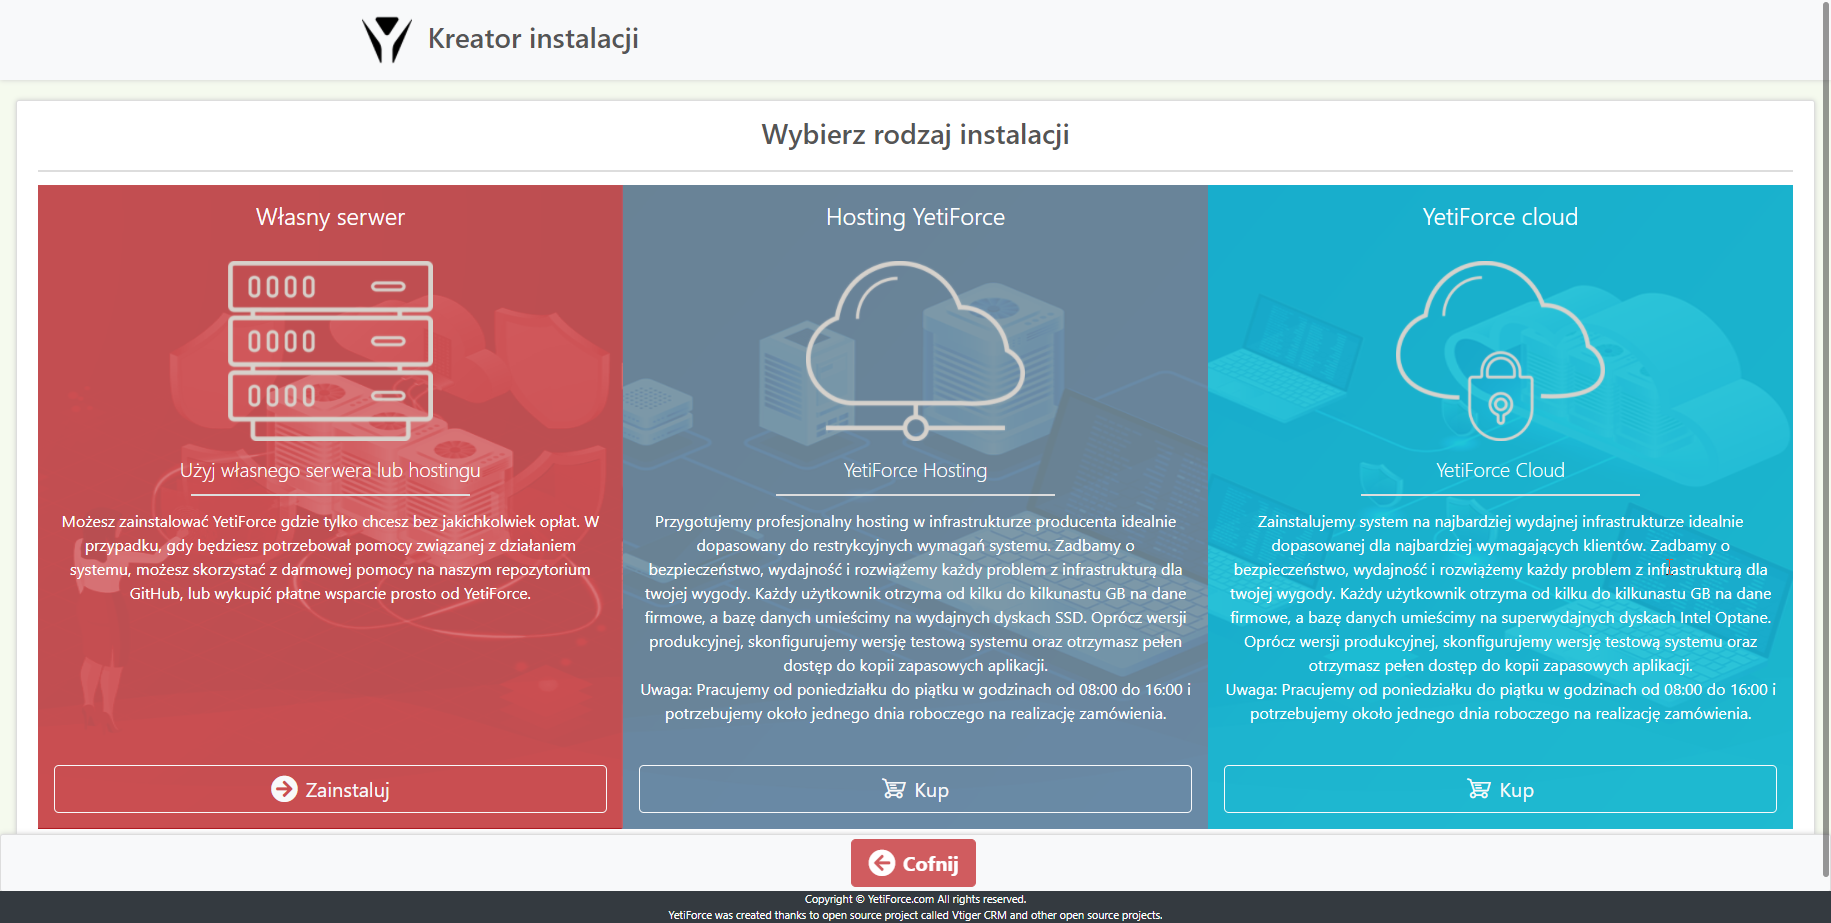 Kreator instalacji
Wybierz rodzaj instalacji
Własny serwer
Użyj własnego serwera lub hostingu
Możesz zainstalować YetiForce gdzie tylko chcesz bez jakichkolwiek opłat. W
przypadku, gdy będziesz potrzebował pomocy związanej z działaniem
systemu, możesz skorzystać z darmowej pomocy na naszym repozytorium
GitHub, lub wykupić płatne wsparcie prosto od YetiForce.
Zainstaluj
Hosting YetiForce
YetiForce Hosting
Przygotujemy profesjonalny hosting w infrastrukturze producenta idealnie
dopasowany do restrykcyjnych wymagań systemu. Zadbamy o
bezpieczeństwo, wydajność i rozwiążemy każdy problem z infrastrukturą dla
twojej wygody. Każdy użytkownik otrzyma od kilku do kilkunastu GB na dane
firmowe, a bazę danych umieścimy na wydajnych dyskach SSD. Oprócz wersji
produkcyjnej, skonfigurujemy wersję testową systemu oraz otrzymasz pełen
dostęp do kopii zapasowych aplikacji.
Uwaga: Pracujemy od poniedziałku do piątku w godzinach od 08:00 do 16:00 i
potrzebujemy około jednego dnia roboczego na realizację zamówienia.
Kup
YetiForce cloud
YetiForce Cloud
Zainstalujemy system na najbardziej wydajnej infrastrukturze idealnie
dopasowanej dla najbardziej wymagających klientów. Zadbamy o
bezpieczeństwo, wydajność i rozwiążemy każdy problem z infrastrukturą dla
twojej wygody. Każdy użytkownik otrzyma od kilku do kilkunastu GB na dane
firmowe, a bazę danych umieścimy na superwydajnych dyskach Intel Optane.
Oprócz wersji produkcyjnej, skonfigurujemy wersję testową systemu oraz
otrzymasz pełen dostęp do kopii zapasowych aplikacji.
Uwaga: Pracujemy od poniedziałku do piątku w godzinach od 08:00 do 16:00 i
potrzebujemy około jednego dnia roboczego na realizację zamówienia.
Kup
Cofnij
Copyright © YetiForce.com All rights reserved.
YetiForce was created thanks to open source project called Vtiger CRM and other open source projects.